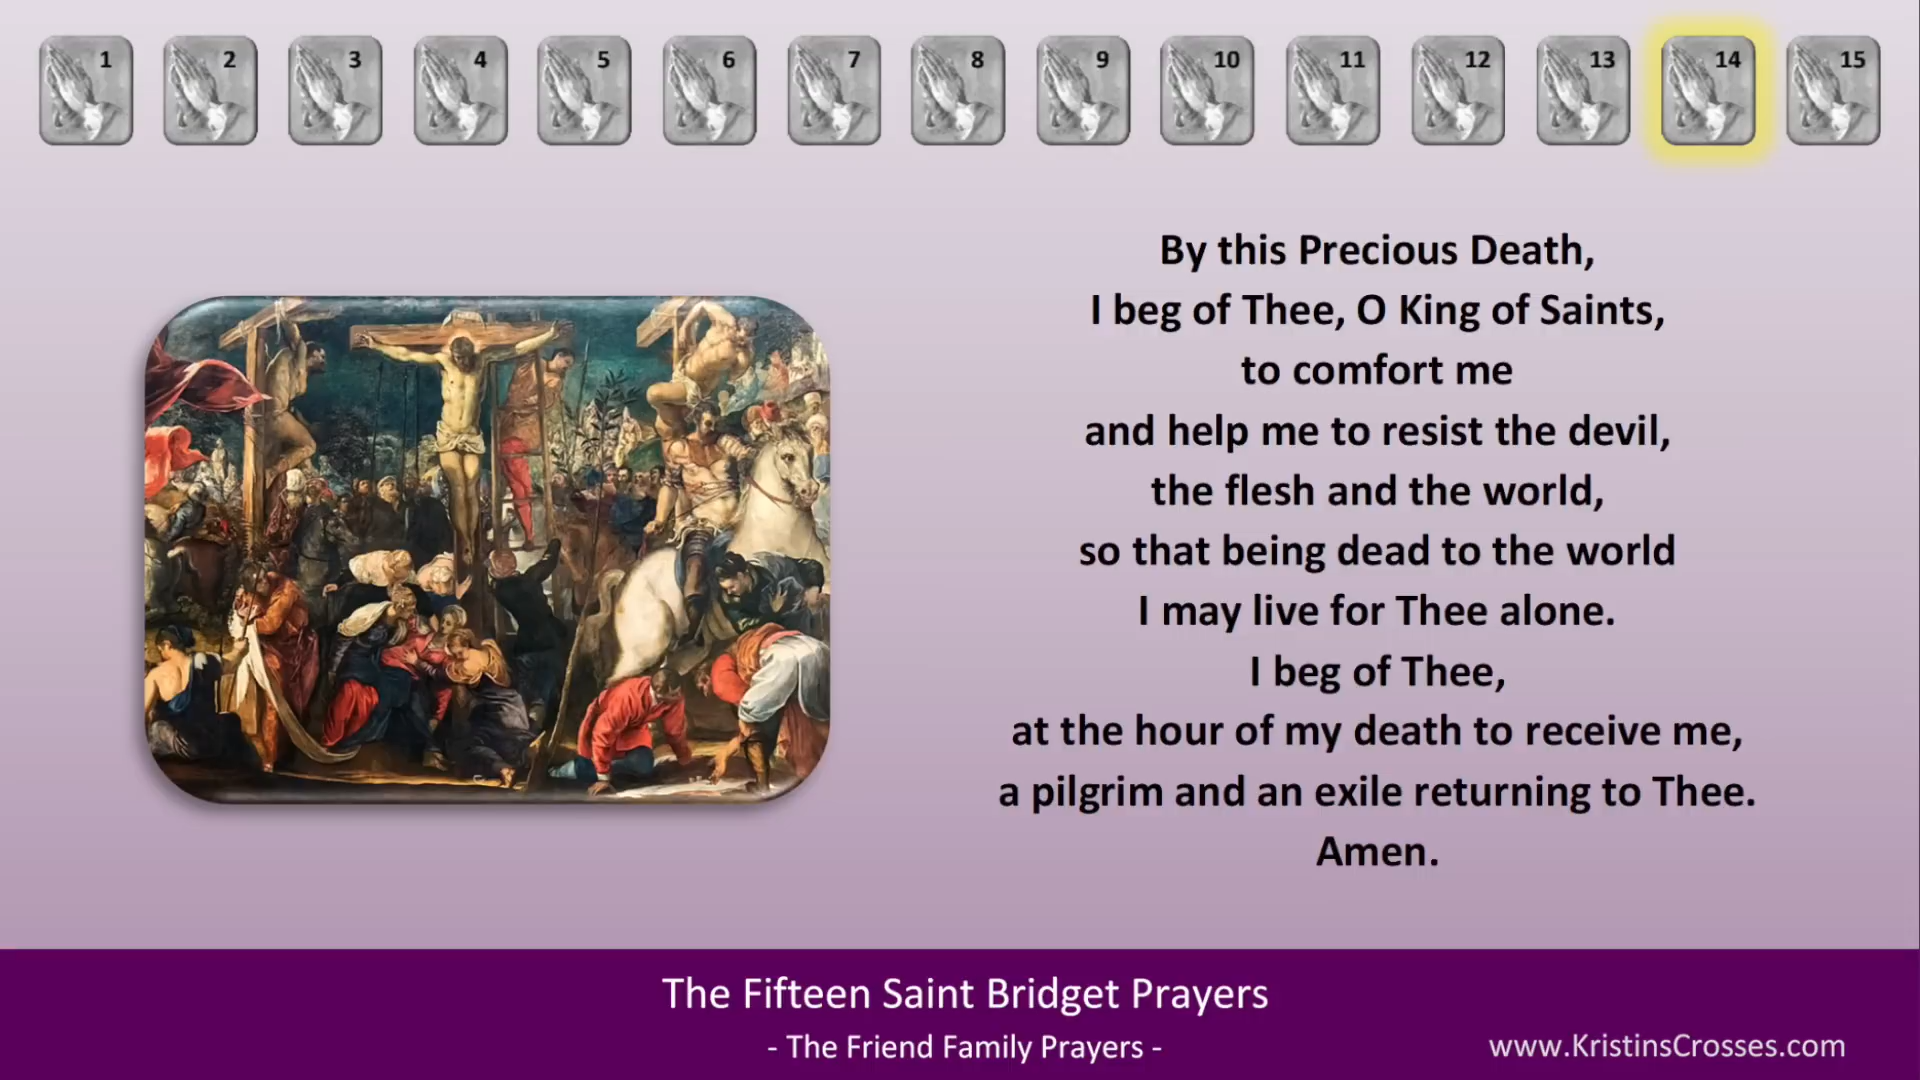 1 2 3 4 5 6 7 8 9 10 11 12 13 14 15
By this Precious Death,
I beg of Thee, O King of Saints,
to comfort me
and help me to resist the devil,
the flesh and the world,
so that being dead to the world
I may live for Thee alone.
I beg of Thee,
at the hour of my death to receive me,
a pilgrim and an exile returning to Thee.
Amen.
The Fifteen Saint Bridget Prayers
- The Friend Family Prayers -
www.KristinsCrosses.com